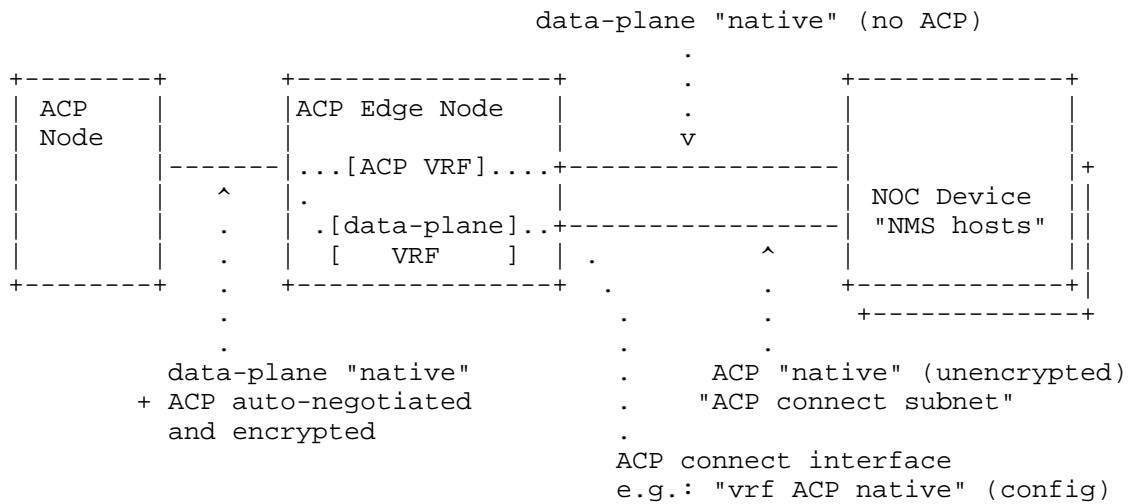 data-plane "native" (no ACP)
.
+--------+       +----------------+        .         +-------------+
| ACP    |       |ACP Edge Node   |        .         |             |
| Node   |       |                |        v         |             |
|        |-------|...[ACP VRF]....+------------------|             |+
|        |   ^   |.               |                  | NOC Device  ||
|        |   .   | .[data-plane]..+------------------| "NMS hosts" ||
|        |   .   |  [   VRF    ]  | .         ^      |             ||
+--------+   .   +----------------+  .        .      +-------------+|
.                        .       .       +-------------+
.                        .       .
data-plane "native"         .     ACP "native" (unencrypted)
+ ACP auto-negotiated         .    "ACP connect subnet"
and encrypted               .
ACP connect interface
e.g.: "vrf ACP native" (config)